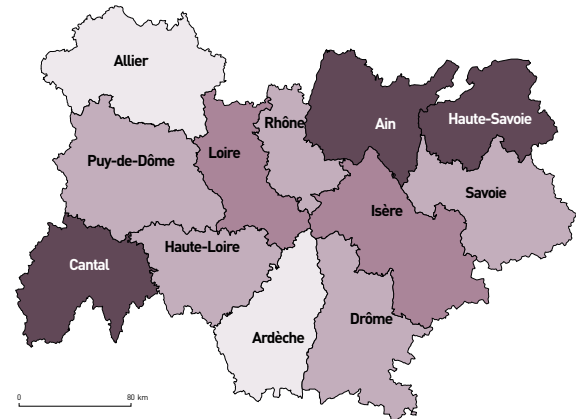 Allier
Haute-Savoie
Rhône
Ain
Loire
Puy-de-Dôme
Savoie
Isère
Haute-Loire
Cantal
Drôme
Ardèche
0 80 km